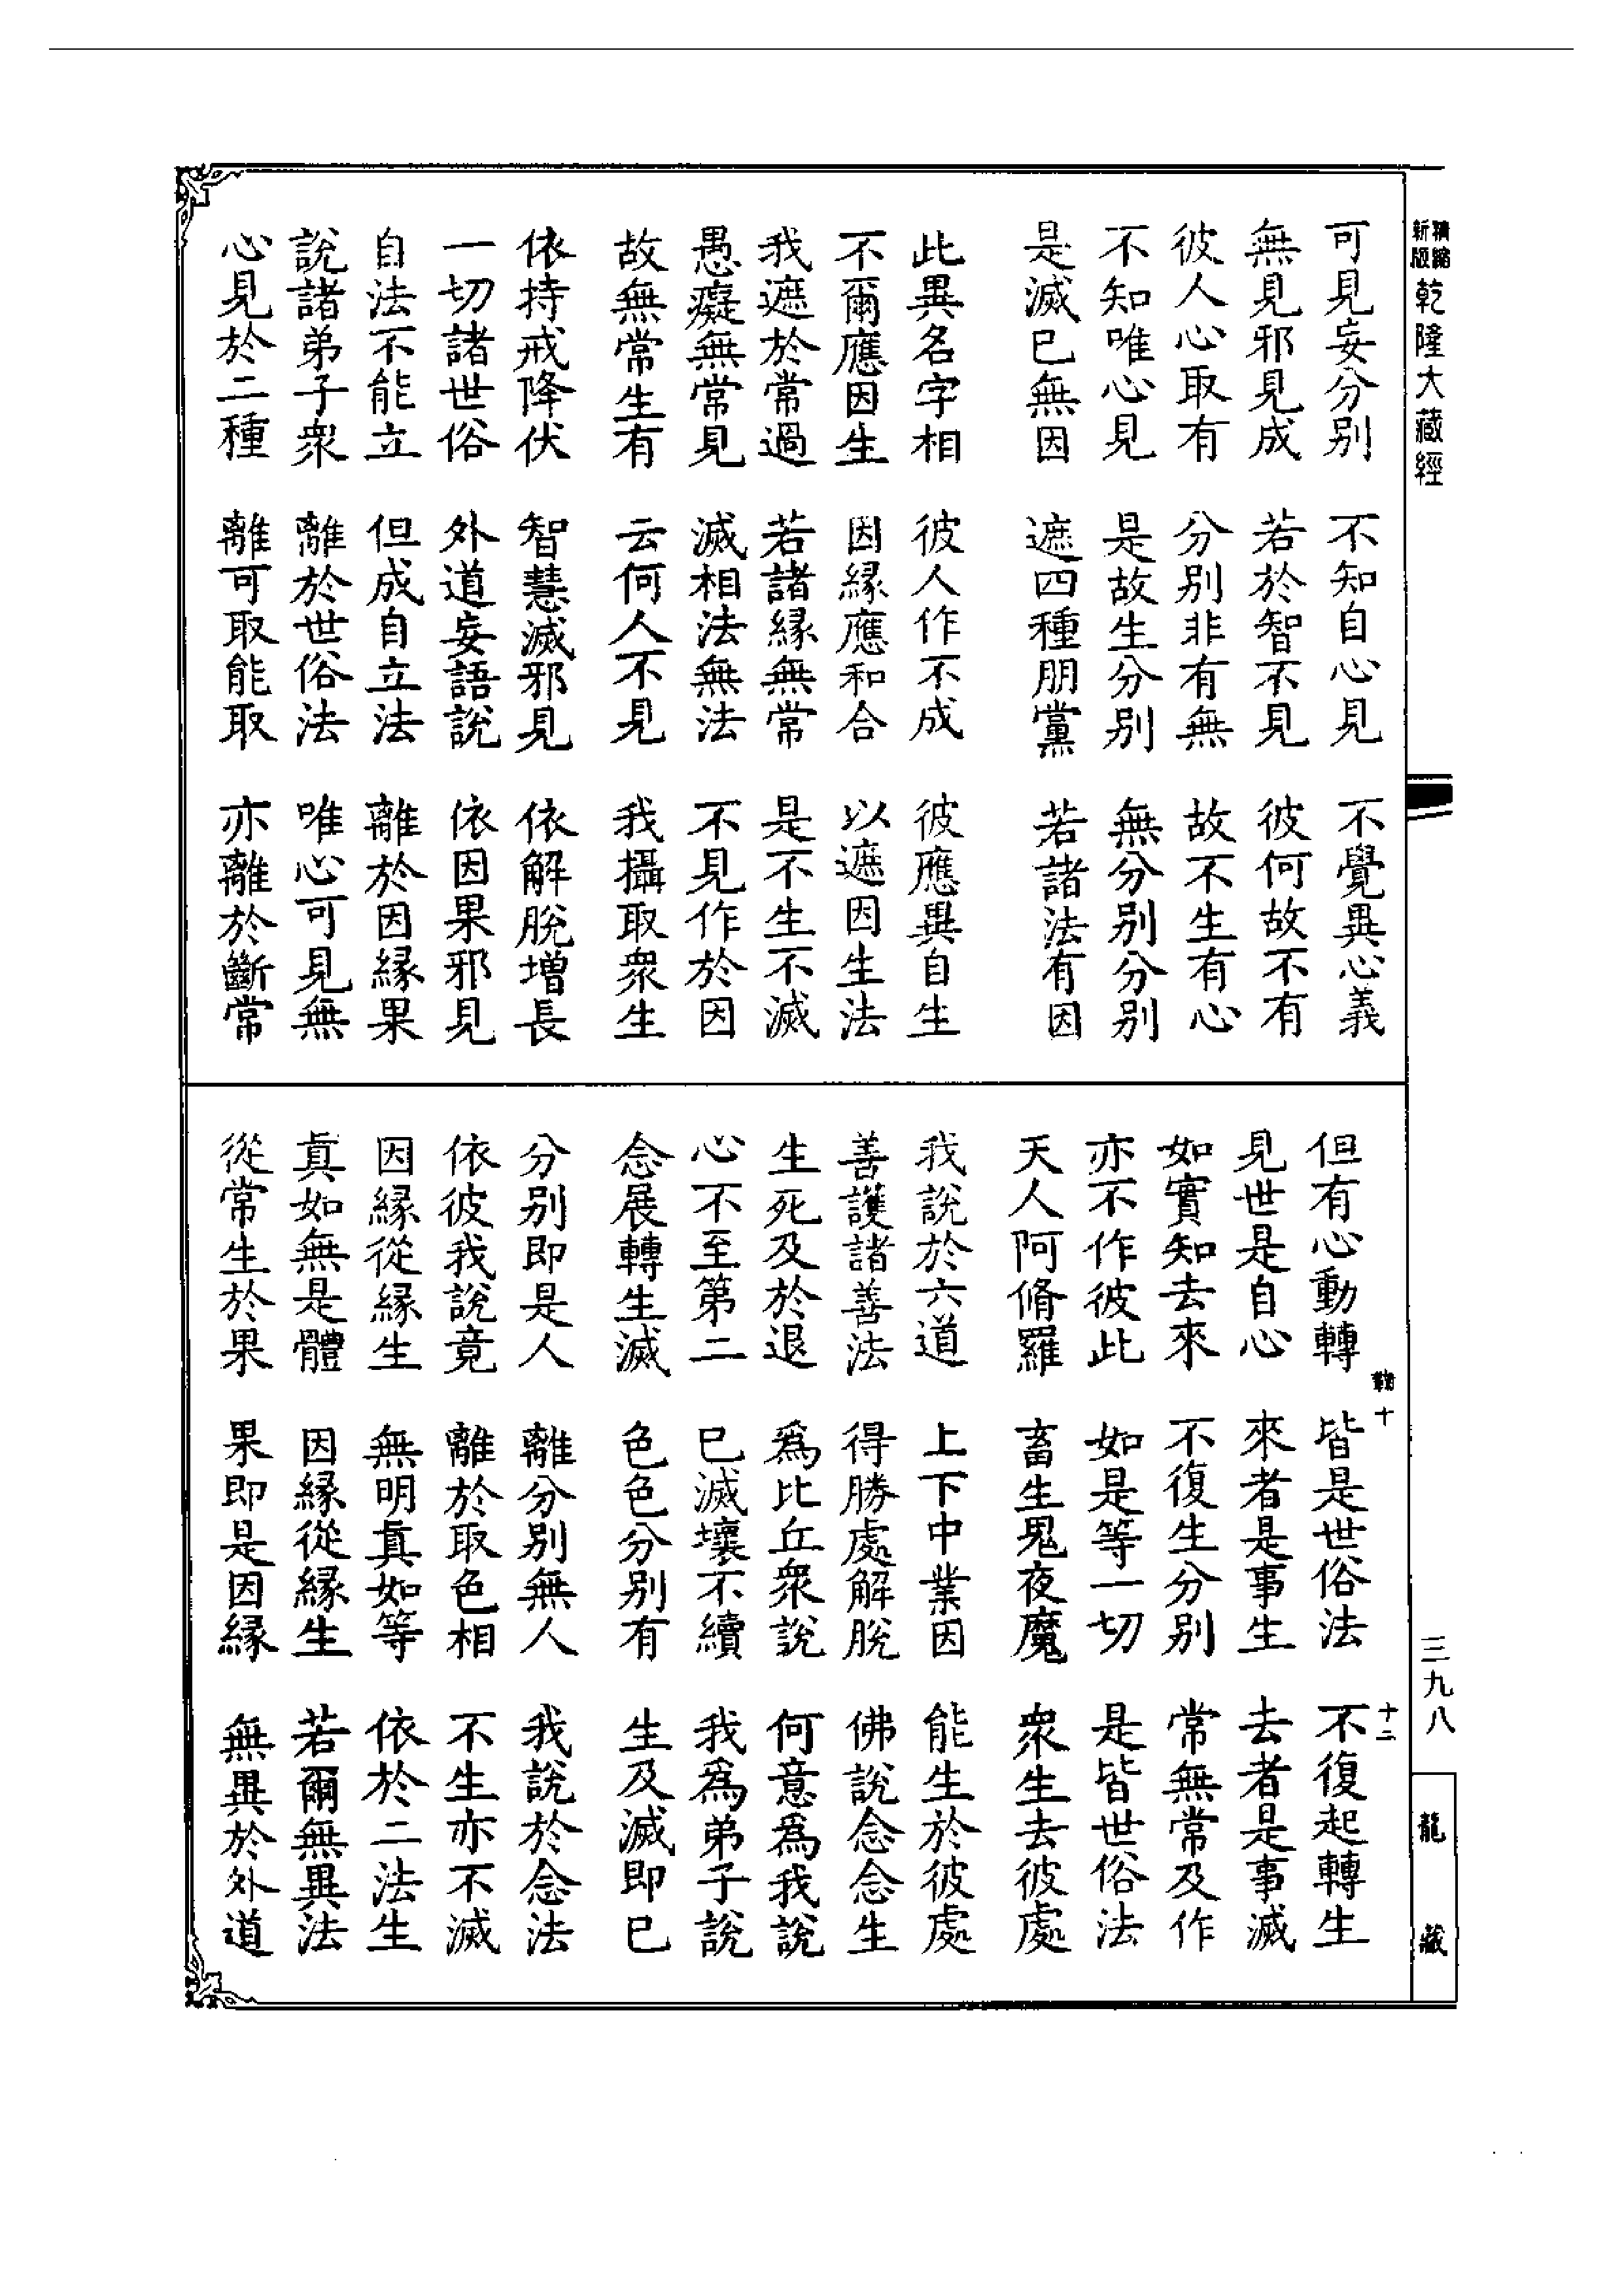 精縮新版乾隆大藏經
可見妄分別　不知自心見　不覺異心義
無見邪見成　若於智不見　彼何故不有
彼人心取有　分別非有無　故不生有心
不知唯心見　是故生分別　無分別分別
是滅已無因　遮四種朋黨　若諸法有因
此異名字相　彼人作不成　彼應異自生
不爾應因生　因緣應和合　以遮因生法
我遮於常過　若諸緣無常　是不生不滅
愚癡無常見　滅相法無法　不見作於因
故無常生有　云何人不見　我攝取衆生
依持戒降伏　智慧滅邪見　依解脫增長
一切諸世俗　外道妄語說　依因果邪見
自法不能立　但成自立法　離於因緣果
說諸弟子衆　離於世俗法　唯心可見無
心見於二種　離可取能取　亦離於斷常
但有心動轉　皆是世俗法　不復起轉生
見世是自心　來者是事生　去者是事滅
如實知去來　不復生分別　常無常及作
亦不作彼此　如是等一切　是皆世俗法
天人阿脩羅　畜生鬼夜魔　衆生去彼處
我說於六道　上下中業因　能生於彼處
善護諸善法　得勝處解脫　佛說念念生
生死及於退　爲比丘衆說　何意爲我說
心不至第二　已滅壞不續　我爲弟子說
念展轉生滅　色色分別有　生及滅即已
分別即是人　離分別無人　我說於念法
依彼我說竟　離於取色相　不生亦不滅
因緣從緣生　無明眞如等　依於二法生
眞如無是體　因緣從緣生　若爾無異法
從常生於果　果即是因緣　無異於外道
十
十二
三九八
龍藏